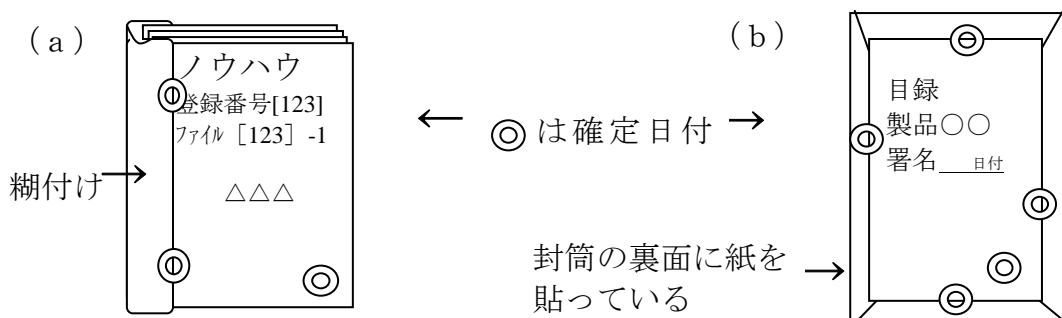 (a)
ノウハウ
登録番号[123]
ファイル［123］-1
△△△
糊付け
← ◎は確定日付 →
(b)
目録
製品○○
署名 日付
封筒の裏面に紙を
貼っている